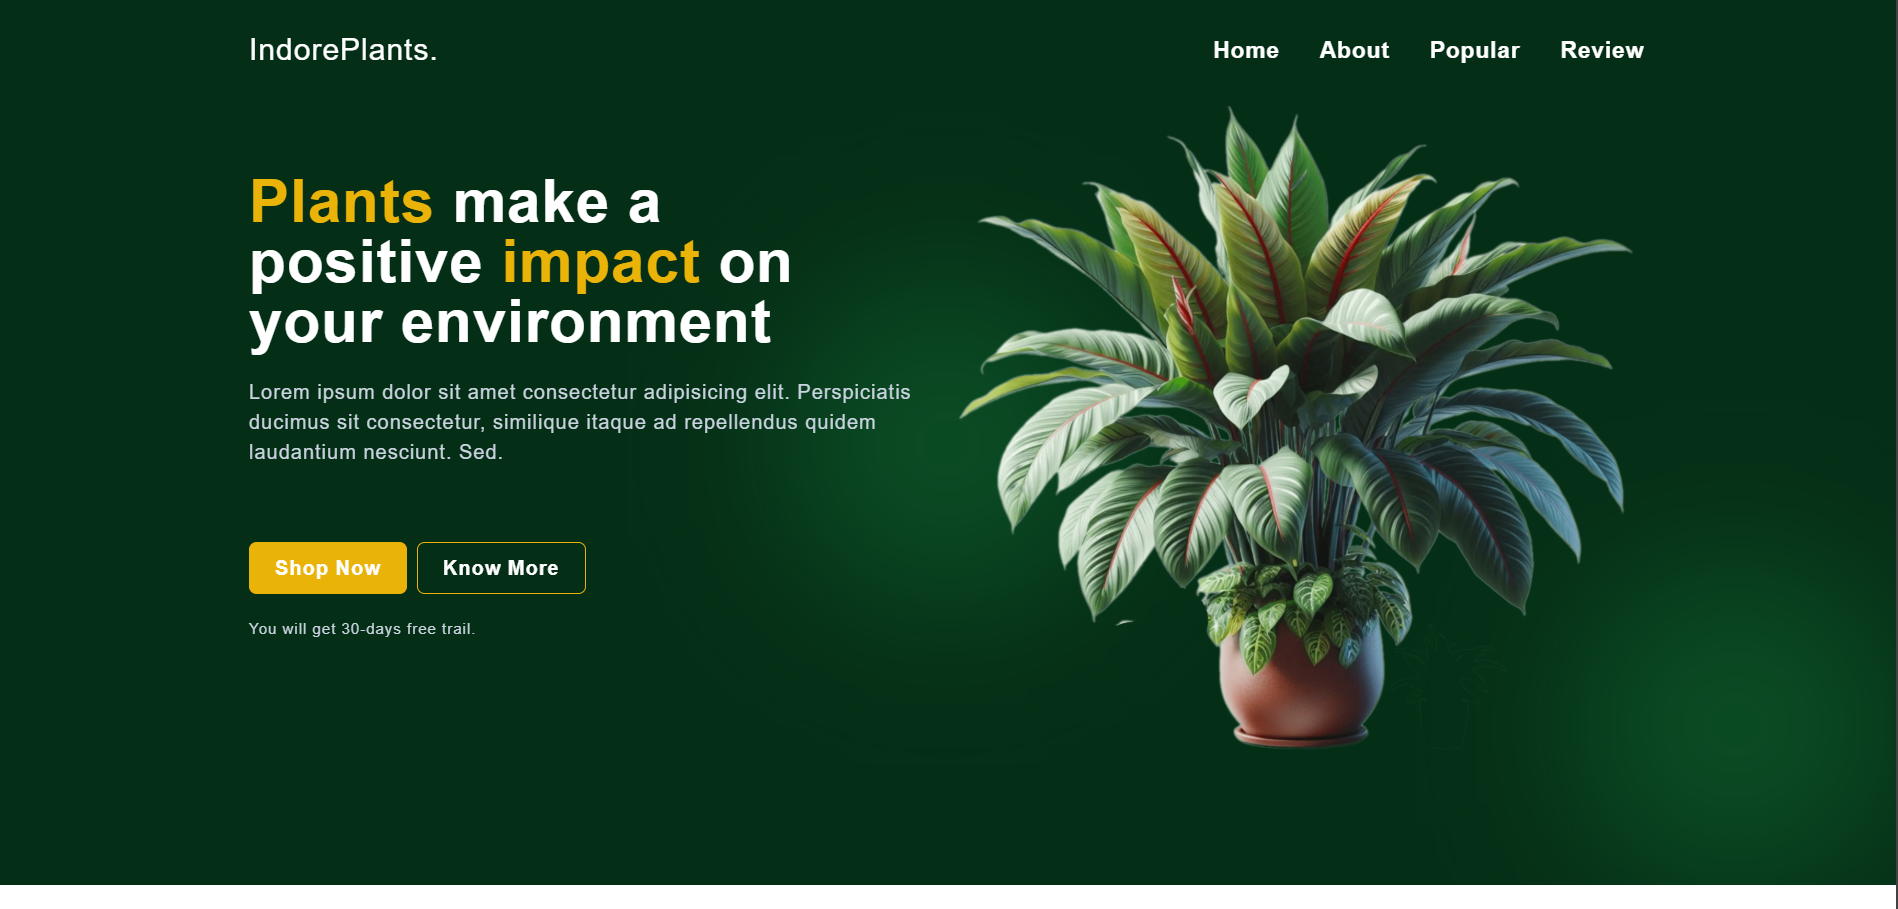 IndorePlants.
Home About Popular Review
Plants make a
positive impact on
your environment
Lorem ipsum dolor sit amet consectetur adipisicing elit. Perspiciatis
ducimus sit consectetur, similique itaque ad repellendus quidem
laudantium nesciunt. Sed.
Shop Now Know More
You will get 30-days free trail.